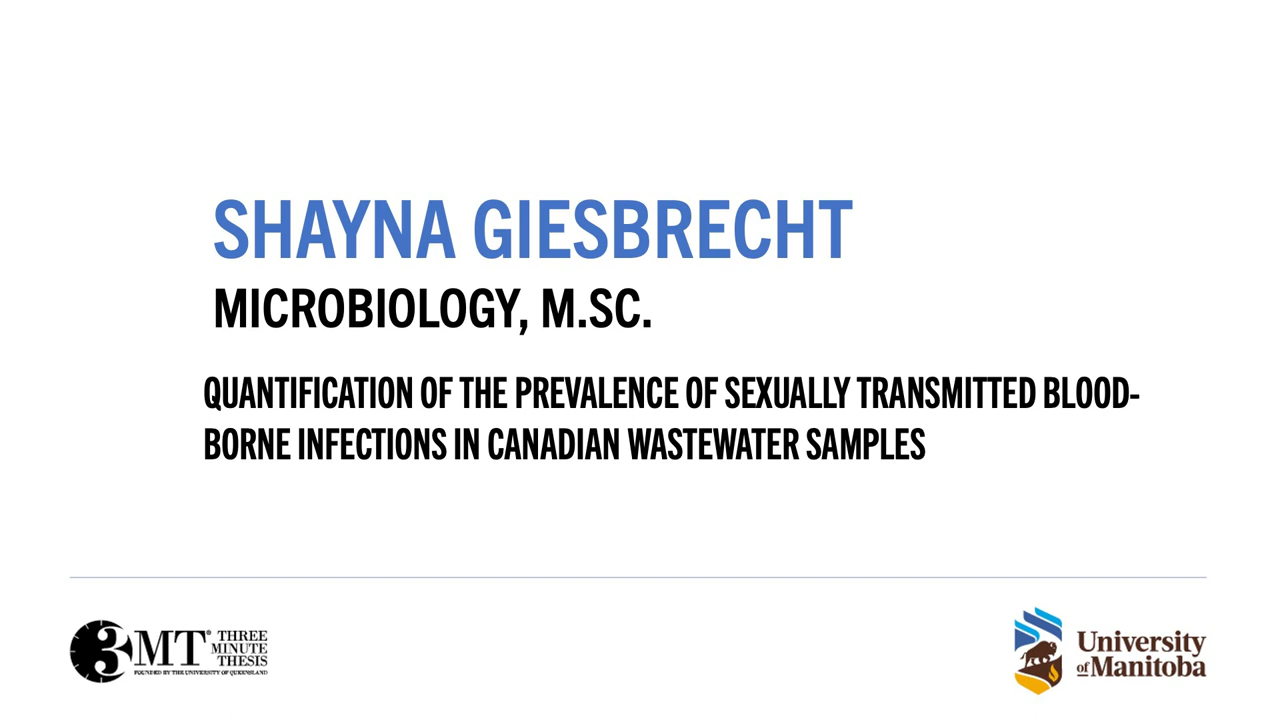 SHAYNA GIESBRECHT
MICROBIOLOGY, M.SC.
QUANTIFICATION OF THE PREVALENCE OF SEXUALLY TRANSMITTED BLOOD-
BORNE INFECTIONS IN CANADIAN WASTEWATER SAMPLES
3MT® THREE
MINUTE
THESIS
FOUNDED BY THE UNIVERSITY OF QUEENSLAND
University
of Manitoba